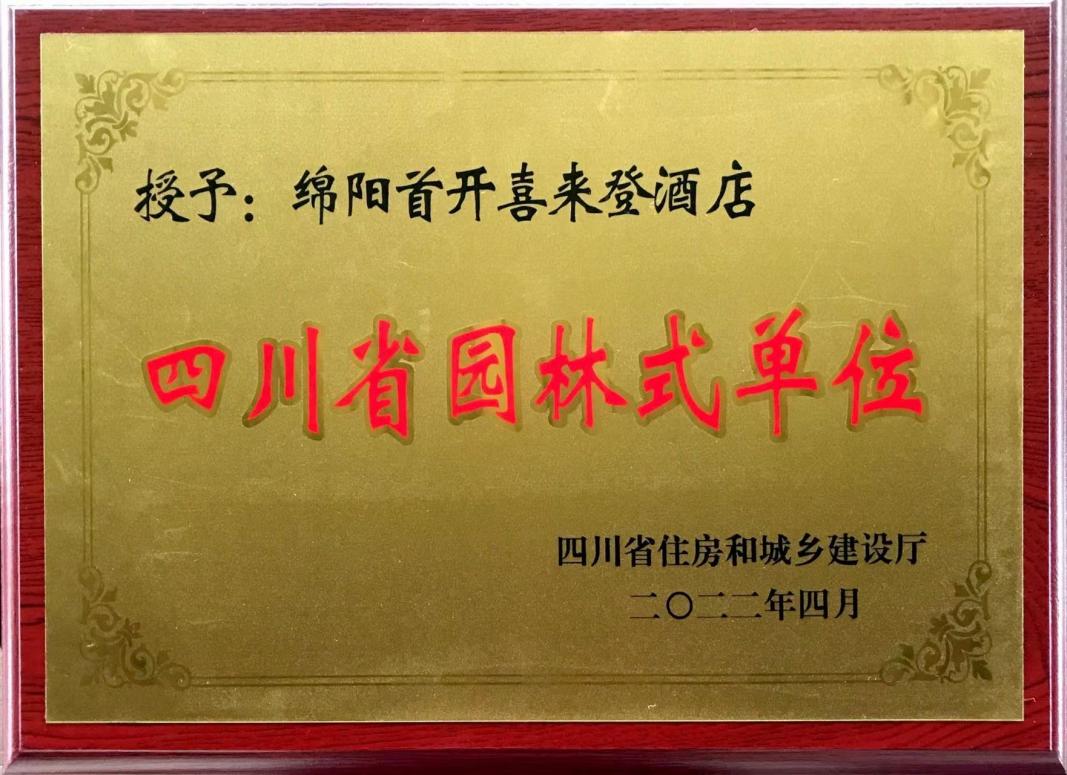 授予：绵阳首开喜来登酒店
四川省园林式单位
四川省住房和城乡建设厅
二〇二二年四月